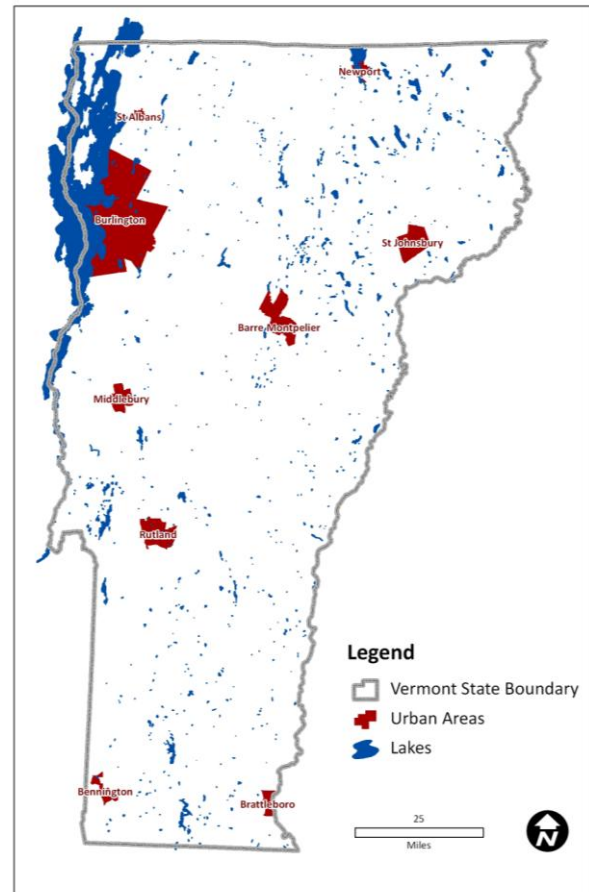 Newport
St Albans
Burlington
St Johnsbury
Barre Montpelier
Middlebury
Rutland
Legend
Vermont State Boundary
Urban Areas
Lakes
Bennington
Brattleboro
25
Miles
N